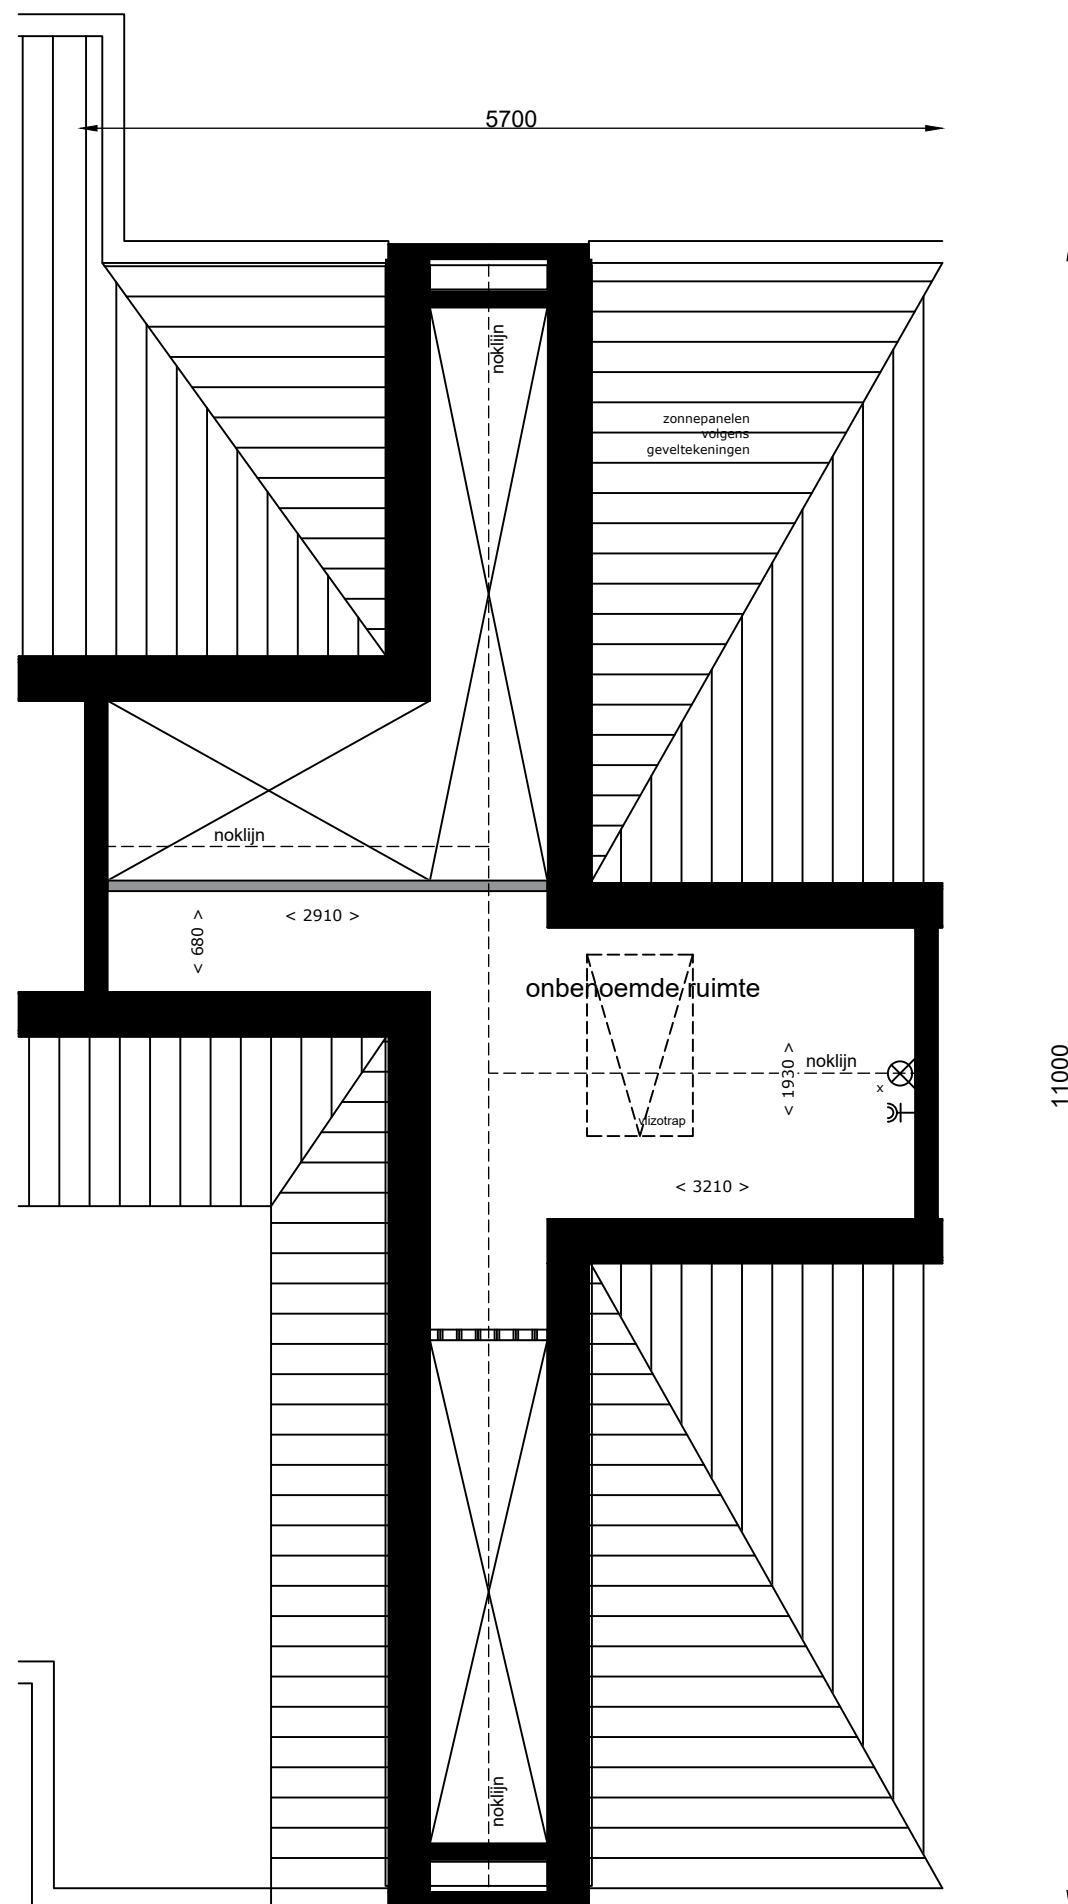 5700
noklijn
zonnepanelen
volgens
geveltekeningen
noklijn
< 2910 >
< 680 >
onbenoemde ruimte
noklijn
< 1930 >
x
vlizotrap
11000
< 3210 >
noklijn